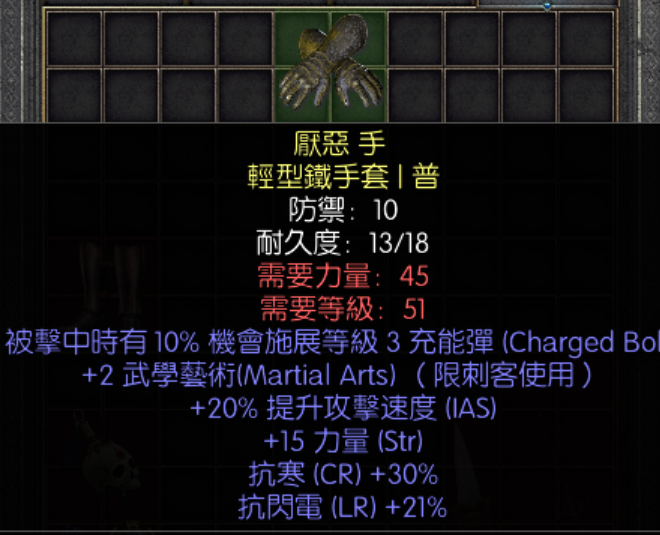 厭惡 手
輕型鐵手套 | 普
防禦: 10
耐久度: 13/18
需要力量: 45
需要等級: 51
被擊中時有 10% 機會施展等級 3 充能彈 (Charged Bol
+2 武學藝術(Martial Arts) （限刺客使用）
+20% 提升攻擊速度 (IAS)
+15 力量 (Str)
抗寒 (CR) +30%
抗閃電 (LR) +21%